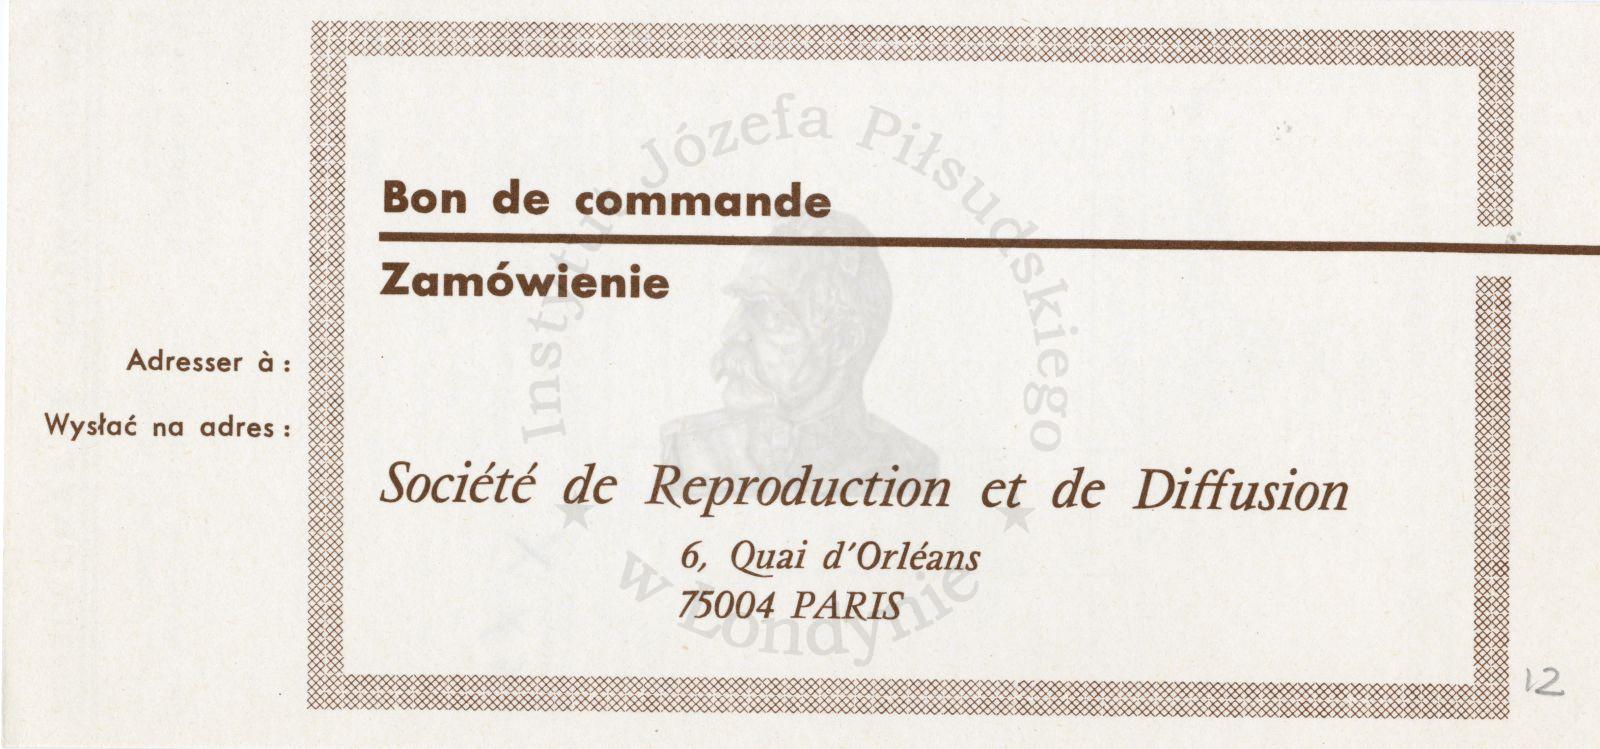 Bon de commande
Zamówienie
Adresser à :
Wysłać na adres :
Société de Reproduction et de Diffusion
6, Quai d'Orléans
75004 PARIS
12
Instytut Józefa Piłsudskiego
w Londynie